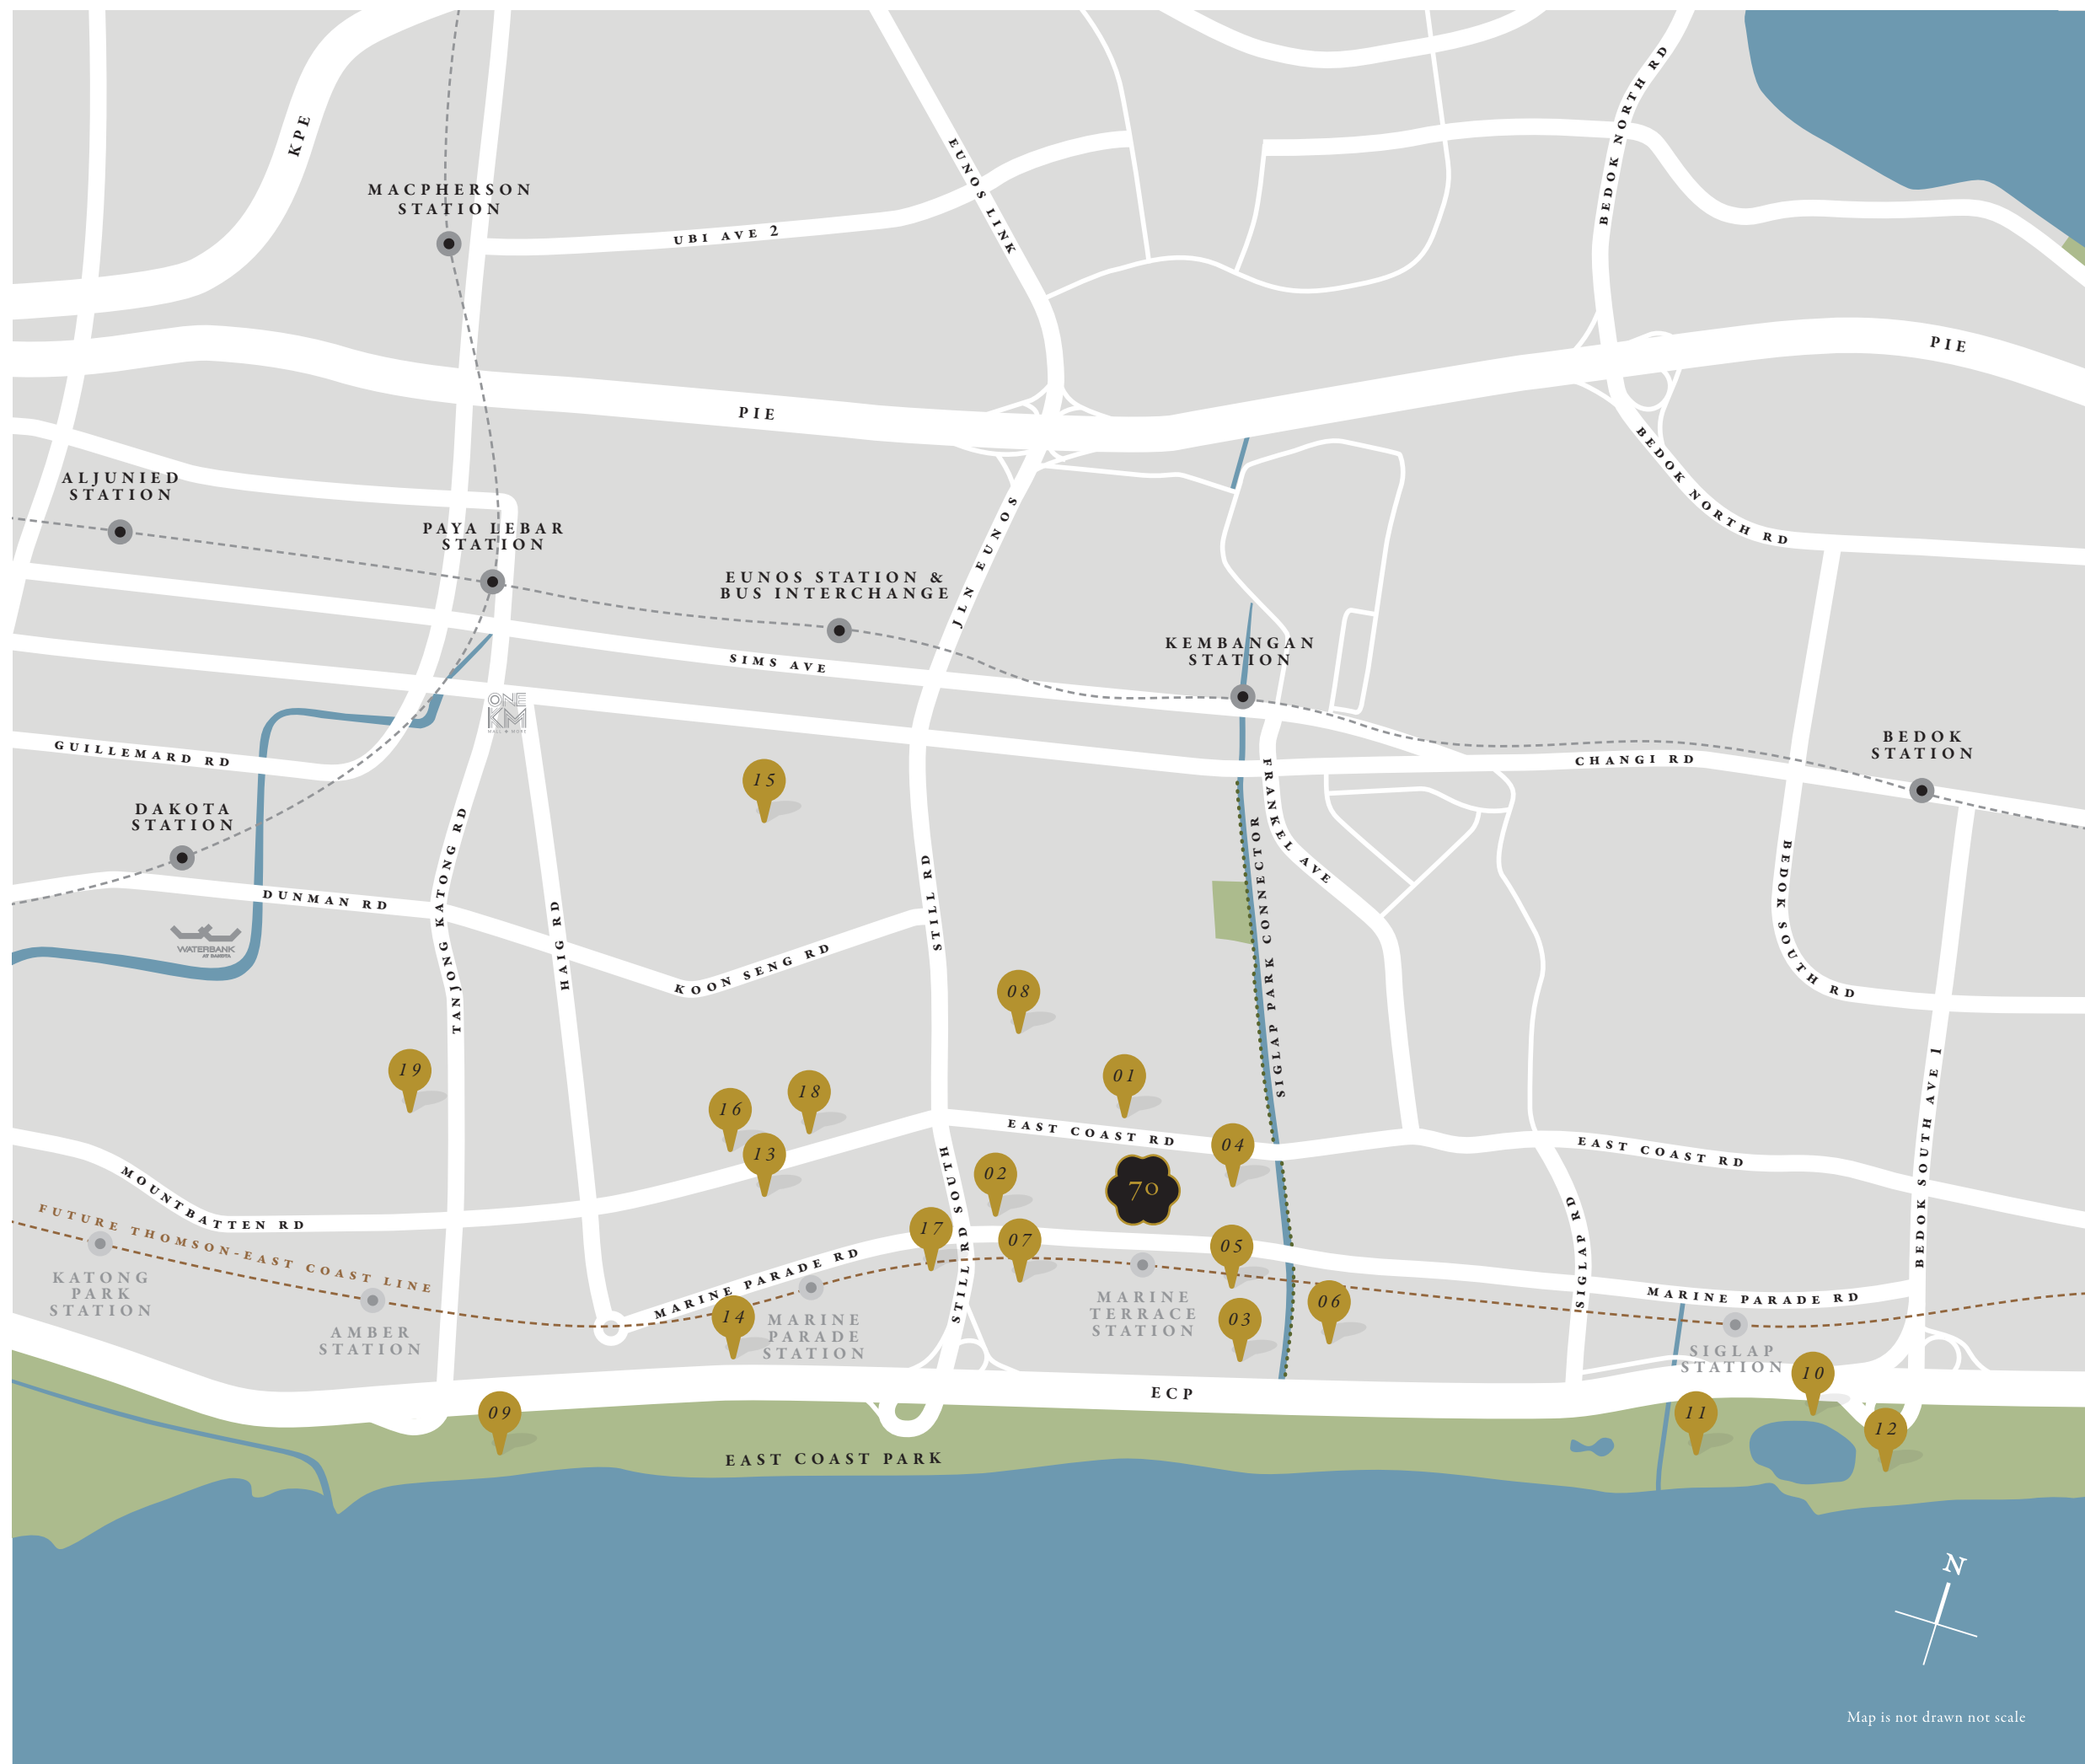 KPE
BEDOK NORTH RD
EUNOS LINK
MACPHERSON
STATION
UBI AVE 2
PIE
PIE
BEDOK NORTH RD
ALJUNIED
STATION
PAYA LEBAR
STATION
JLN EUNOS
EUNOS STATION &
BUS INTERCHANGE
KEMBANGAN
STATION
SIMS AVE
ONE
KM
GUILLEMARD RD
BEDOK
STATION
CHANGI RD
15
FRANKEL AVE
DAKOTA
STATION
TANJONG KATONG RD
STILL RD
SIGLAP PARK CONNECTOR
BEDOK SOUTH RD
DUNMAN RD
HAIG RD
WATERBANK
AT DAKOTA
KOON SENG RD
08
19
01
18
16
BEDOK SOUTH AVE 1
EAST COAST RD
04
13
EAST COAST RD
MOUNTBATTEN RD
02
70
STILL RD SOUTH
SIGLAP RD
FUTURE THOMSON-EAST COAST LINE
17
07
05
KATONG
PARK
STATION
MARINE PARADE RD
MARINE
TERRACE
STATION
MARINE PARADE RD
06
14
03
AMBER
STATION
MARINE
PARADE
STATION
SIGLAP
STATION
10
ECP
09
11
12
EAST COAST PARK
N
Map is not drawn not scale